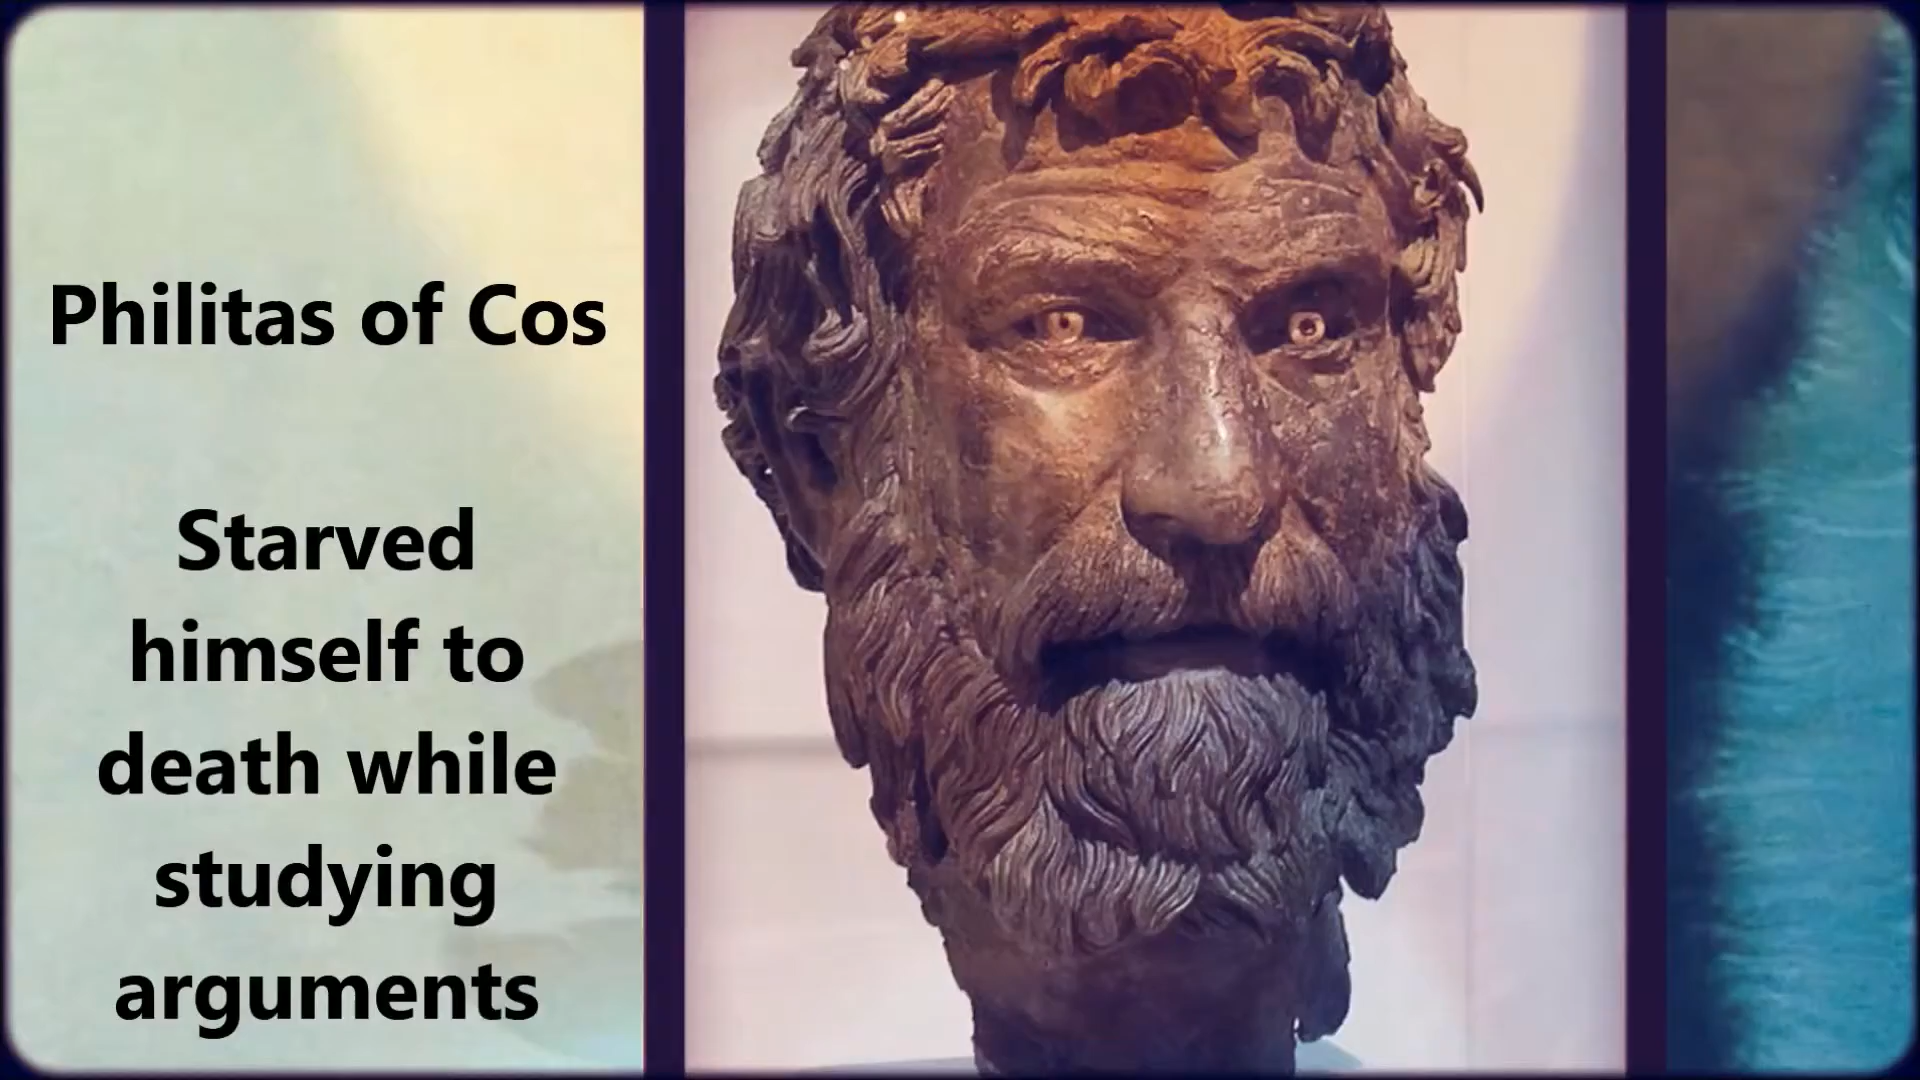 Philitas of Cos
Starved
himself to
death while
studying
arguments